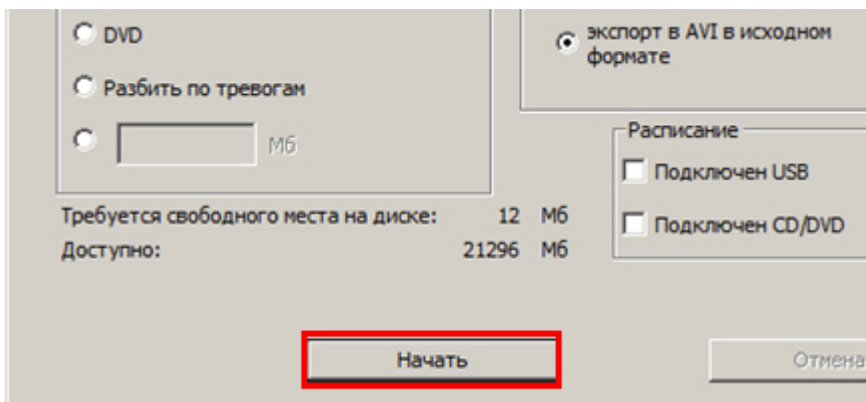 DVD
Разбить по тревогам
Мб
Требуется свободного места на диске: 12 Мб
Доступно: 21296 Мб
экспорт в AVI в исходном
формате
Расписание
Подключен USB
Подключен CD/DVD
Начать
Отмена